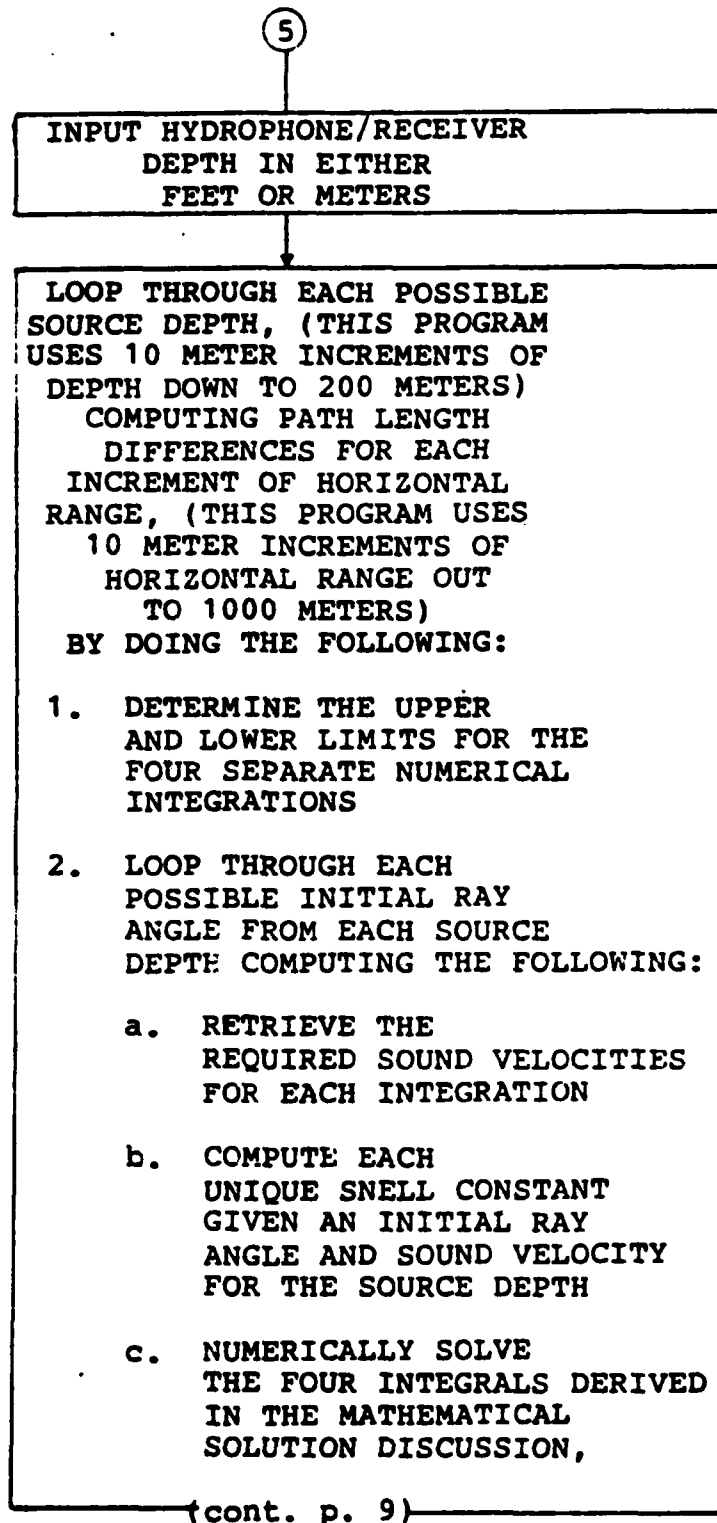 5
INPUT HYDROPHONE/RECEIVER
DEPTH IN EITHER
FEET OR METERS
LOOP THROUGH EACH POSSIBLE
SOURCE DEPTH, (THIS PROGRAM
USES 10 METER INCREMENTS OF
DEPTH DOWN TO 200 METERS)
COMPUTING PATH LENGTH
DIFFERENCES FOR EACH
INCREMENT OF HORIZONTAL
RANGE, (THIS PROGRAM USES
10 METER INCREMENTS OF
HORIZONTAL RANGE OUT
TO 1000 METERS)
BY DOING THE FOLLOWING:
1. DETERMINE THE UPPER
AND LOWER LIMITS FOR THE
FOUR SEPARATE NUMERICAL
INTEGRATIONS
2. LOOP THROUGH EACH
POSSIBLE INITIAL RAY
ANGLE FROM EACH SOURCE
DEPTH COMPUTING THE FOLLOWING:
a. RETRIEVE THE
REQUIRED SOUND VELOCITIES
FOR EACH INTEGRATION
b. COMPUTE EACH
UNIQUE SNELL CONSTANT
GIVEN AN INITIAL RAY
ANGLE AND SOUND VELOCITY
FOR THE SOURCE DEPTH
c. NUMERICALLY SOLVE
THE FOUR INTEGRALS DERIVED
IN THE MATHEMATICAL
SOLUTION DISCUSSION,
(cont. p. 9)